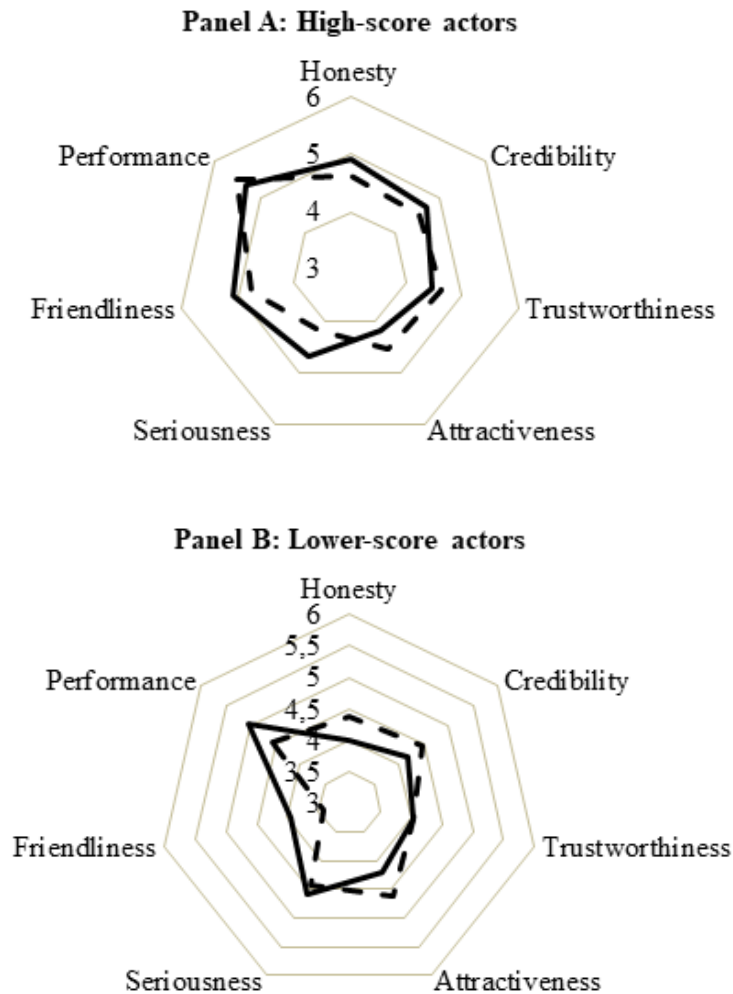 Panel A: High-score actors
Honesty
6
Performance
5
Credibility
4
3
Friendliness
Trustworthiness
Seriousness
Attractiveness
Panel B: Lower-score actors
Honesty
6
5,5
Performance
5
Credibility
4,5
4
3,5
3
Friendliness
Trustworthiness
Seriousness
Attractiveness